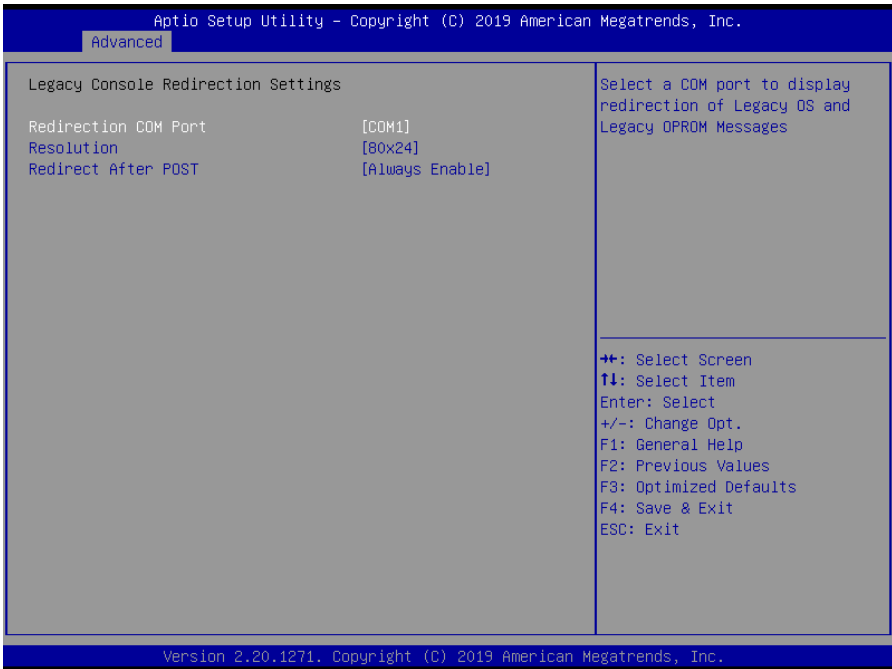 Aptio Setup Utility – Copyright (C) 2019 American Megatrends, Inc.
Advanced
Legacy Console Redirection Settings
Redirection COM Port [COM1]
Resolution [80x24]
Redirect After POST [Always Enable]
Select a COM port to display
redirection of Legacy OS and
Legacy OPROM Messages
→←: Select Screen
↑↓: Select Item
Enter: Select
+/-: Change Opt.
F1: General Help
F2: Previous Values
F3: Optimized Defaults
F4: Save & Exit
ESC: Exit
Version 2.20.1271. Copyright (C) 2019 American Megatrends, Inc.